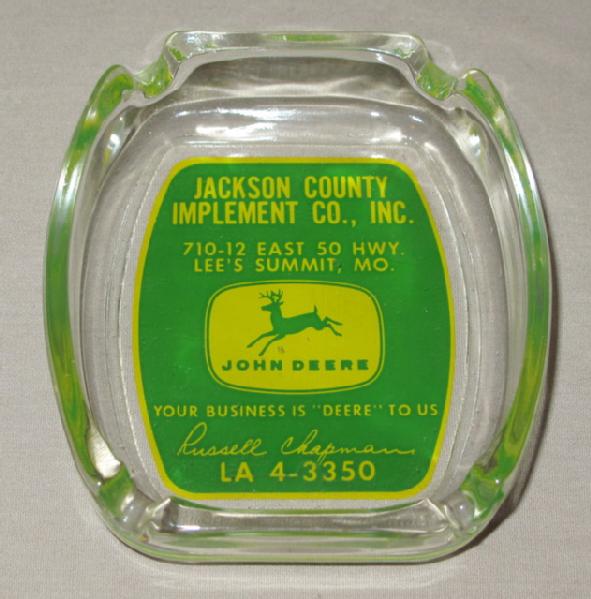 JACKSON COUNTY
IMPLEMENT CO., INC.
710-12 EAST 50 HWY.
LEE'S SUMMIT, MO.
JOHN DEERE
YOUR BUSINESS IS "DEERE" TO US
Russell Chapman
LA 4-3350